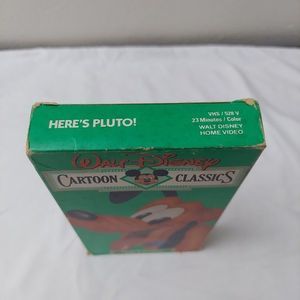 HERE'S PLUTO!
VHS / 528 V
23 Minutes / Color
WALT DISNEY
HOME VIDEO
WALT DISNEY
CARTOON CLASSICS